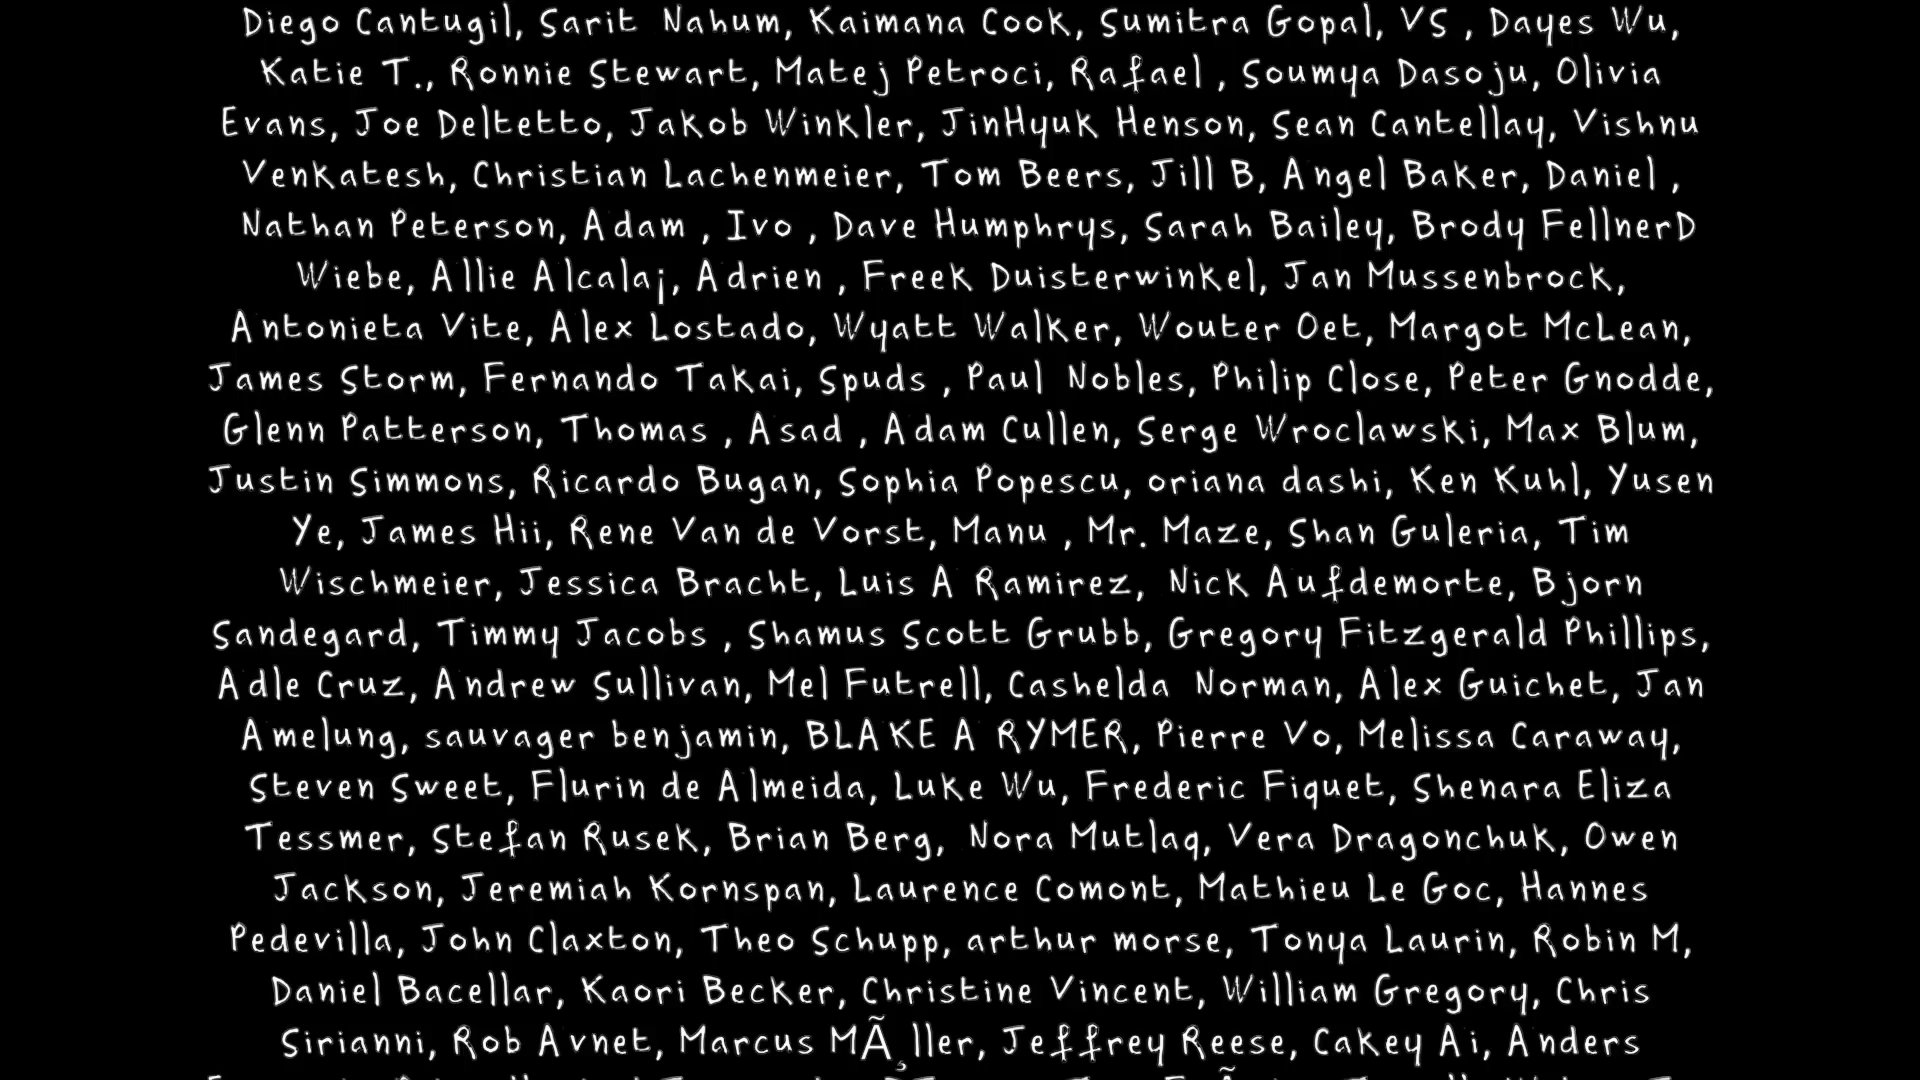 Diego Cantugil, Sarit Nahum, Kaimana Cook, Sumitra Gopal, VS , Dayes Wu,
Katie T., Ronnie Stewart, Matej Petroci, Rafael , Soumya Dasoju, Olivia
Evans, Joe Deltetto, Jakob Winkler, JinHyuk Henson, Sean Cantellay, Vishnu
Venkatesh, Christian Lachenmeier, Tom Beers, Jill B, Angel Baker, Daniel ,
Nathan Peterson, Adam , Ivo , Dave Humphrys, Sarah Bailey, Brody FellnerD
Wiebe, Allie Alcala¡, Adrien , Freek Duisterwinkel, Jan Mussenbrock,
Antonieta Vite, Alex Lostado, Wyatt Walker, Wouter Oet, Margot McLean,
James Storm, Fernando Takai, Spuds , Paul Nobles, Philip Close, Peter Gnodde,
Glenn Patterson, Thomas , Asad , Adam Cullen, Serge Wroclawski, Max Blum,
Justin Simmons, Ricardo Bugan, Sophia Popescu, oriana dashi, Ken Kuhl, Yusen
Ye, James Hii, Rene Van de Vorst, Manu , Mr. Maze, Shan Guleria, Tim
Wischmeier, Jessica Bracht, Luis A Ramirez, Nick Aufdemorte, Bjorn
Sandegard, Timmy Jacobs , Shamus Scott Grubb, Gregory Fitzgerald Phillips,
Adle Cruz, Andrew Sullivan, Mel Futrell, Cashelda Norman, Alex Guichet, Jan
Amelung, sauvager benjamin, BLAKE A RYMER, Pierre Vo, Melissa Caraway,
Steven Sweet, Flurin de Almeida, Luke Wu, Frederic Fiquet, Shenara Eliza
Tessmer, Stefan Rusek, Brian Berg, Nora Mutlaq, Vera Dragonchuk, Owen
Jackson, Jeremiah Kornspan, Laurence Comont, Mathieu Le Goc, Hannes
Pedevilla, John Claxton, Theo Schupp, arthur morse, Tonya Laurin, Robin M,
Daniel Bacellar, Kaori Becker, Christine Vincent, William Gregory, Chris
Sirianni, Rob Avnet, Marcus MÃ¸ller, Jeffrey Reese, Cakey Ai, Anders